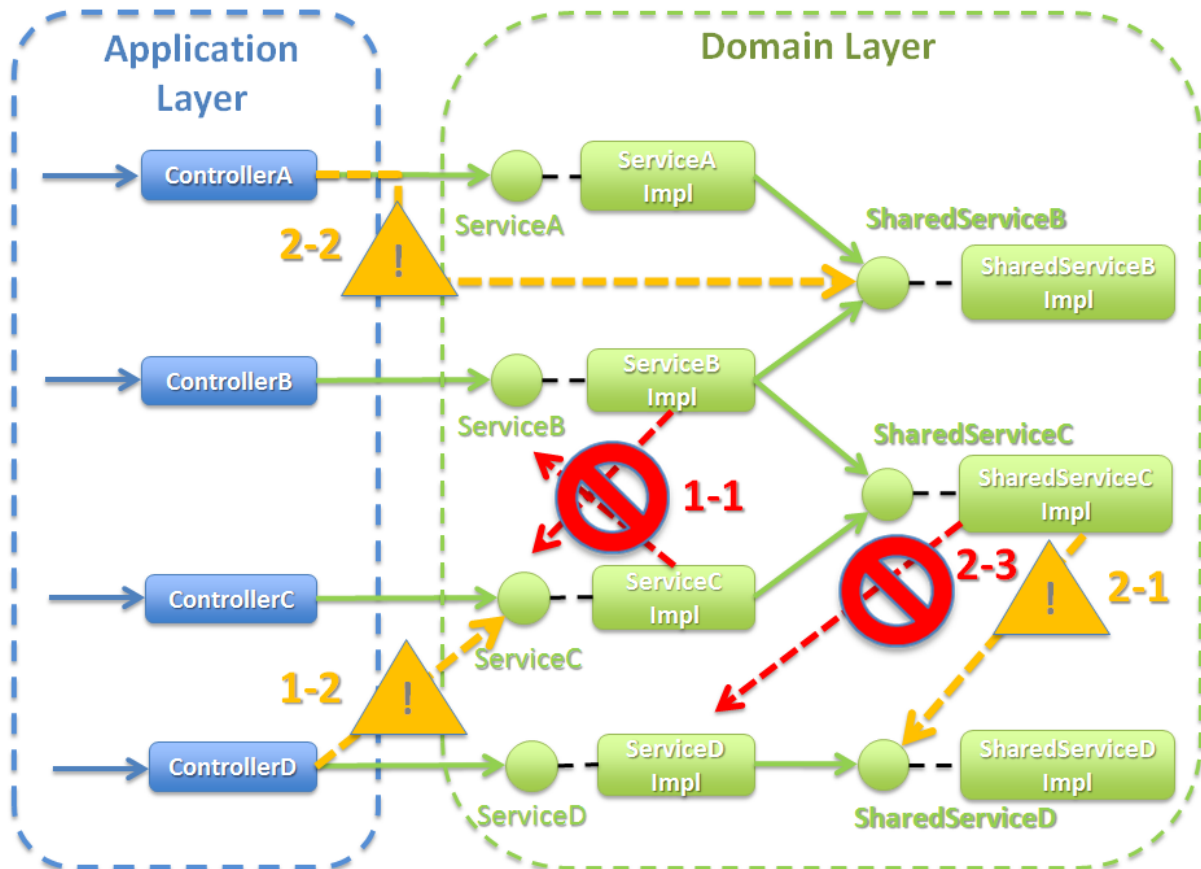 Application
Layer
Domain Layer
ControllerA
ServiceA
Impl
ServiceA
SharedServiceB
2-2
!
SharedServiceB
Impl
ControllerB
ServiceB
Impl
ServiceB
SharedServiceC
SharedServiceC
Impl
1-1
2-3
2-1
!
ControllerC
ServiceC
Impl
ServiceC
1-2
!
ControllerD
ServiceD
Impl
SharedServiceD
Impl
ServiceD
SharedServiceD